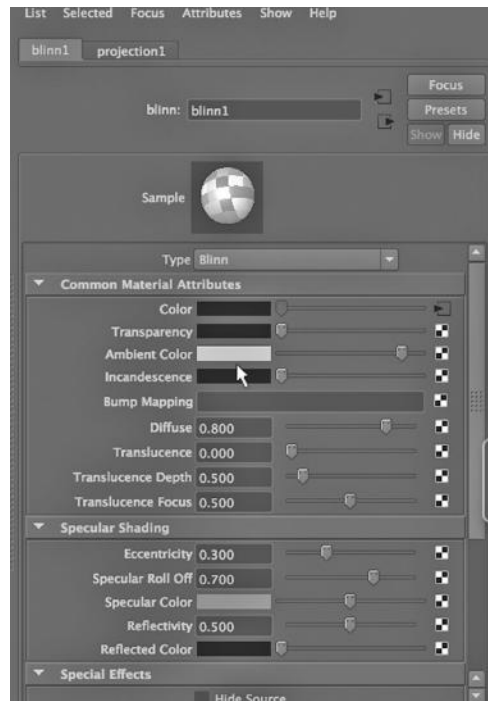 List Selected Focus Attributes Show Help
blinn1 projection1
Focus
blinn: blinn1
Presets
Show Hide
Sample
Type Blinn
Common Material Attributes
Color
Transparency
Ambient Color
Incandescence
Bump Mapping
Diffuse 0.800
Translucence 0.000
Translucence Depth 0.500
Translucence Focus 0.500
Specular Shading
Eccentricity 0.300
Specular Roll Off 0.700
Specular Color
Reflectivity 0.500
Reflected Color
Special Effects
Hide Source